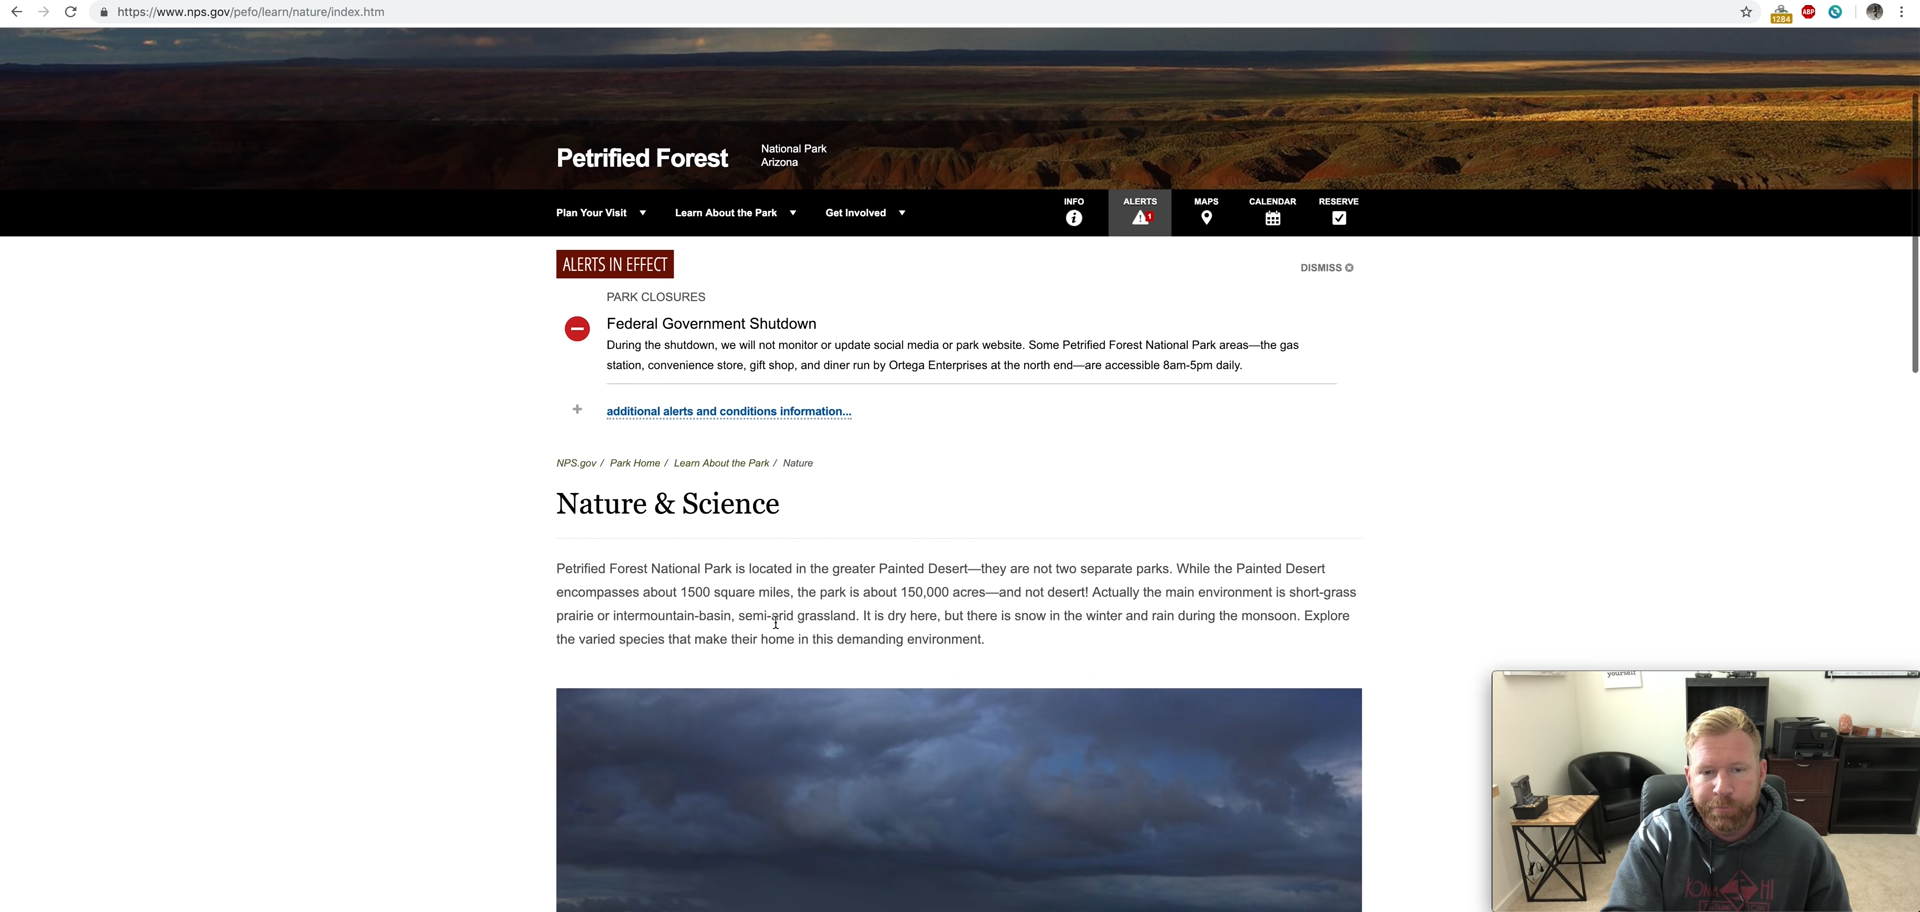 https://www.nps.gov/pefo/learn/nature/index.htm
1284
ABP
Petrified Forest
National Park
Arizona
Plan Your Visit
Learn About the Park
Get Involved
INFO
ALERTS
1
MAPS
CALENDAR
RESERVE
ALERTS IN EFFECT
DISMISS
PARK CLOSURES
Federal Government Shutdown
During the shutdown, we will not monitor or update social media or park website. Some Petrified Forest National Park areas—the gas
station, convenience store, gift shop, and diner run by Ortega Enterprises at the north end—are accessible 8am-5pm daily.
additional alerts and conditions information...
NPS.gov / Park Home / Learn About the Park / Nature
Nature & Science
Petrified Forest National Park is located in the greater Painted Desert—they are not two separate parks. While the Painted Desert
encompasses about 1500 square miles, the park is about 150,000 acres—and not desert! Actually the main environment is short-grass
prairie or intermountain-basin, semi-arid grassland. It is dry here, but there is snow in the winter and rain during the monsoon. Explore
the varied species that make their home in this demanding environment.
yourself
KONA HI